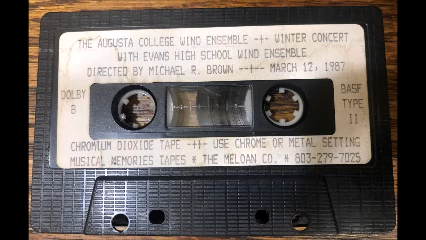 THE AUGUSTA COLLEGE WIND ENSEMBLE -+- WINTER CONCERT
WITH EVANS HIGH SCHOOL WIND ENSEMBLE
DIRECTED BY MICHAEL R. BROWN --+-- MARCH 12, 1987
DOLBY B
BASF TYPE II
CHROMIUM DIOXIDE TAPE -+- USE CHROME OR METAL SETTING
MUSICAL MEMORIES TAPES * THE MELOAN CO. * 803-279-7025